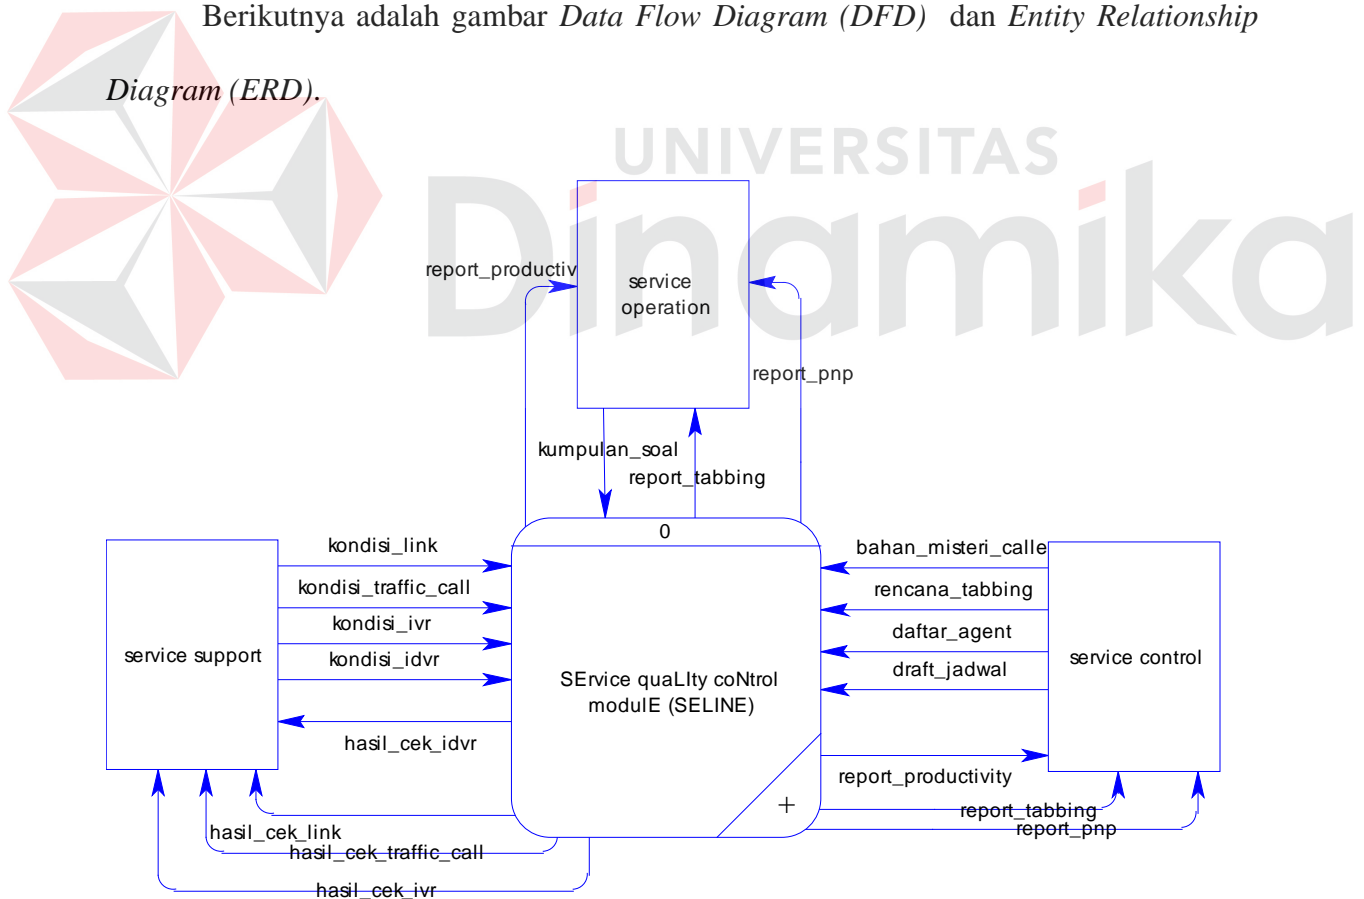 Berikutnya adalah gambar Data Flow Diagram (DFD) dan Entity Relationship
Diagram (ERD).
UNIVERSITAS
Dinamika
report_productiv
service
operation
report_pnp
kumpulan_soal
report_tabbing
0
kondisi_link
kondisi_traffic_call
kondisi_ivr
kondisi_idvr
service support
hasil_cek_idvr
SErvice quaLIty coNtrol
modulE (SELINE)
+
bahan_misteri_calle
rencana_tabbing
daftar_agent
draft_jadwal
service control
report_productivity
report_tabbing
report_pnp
hasil_cek_link
hasil_cek_traffic_call
hasil_cek_ivr